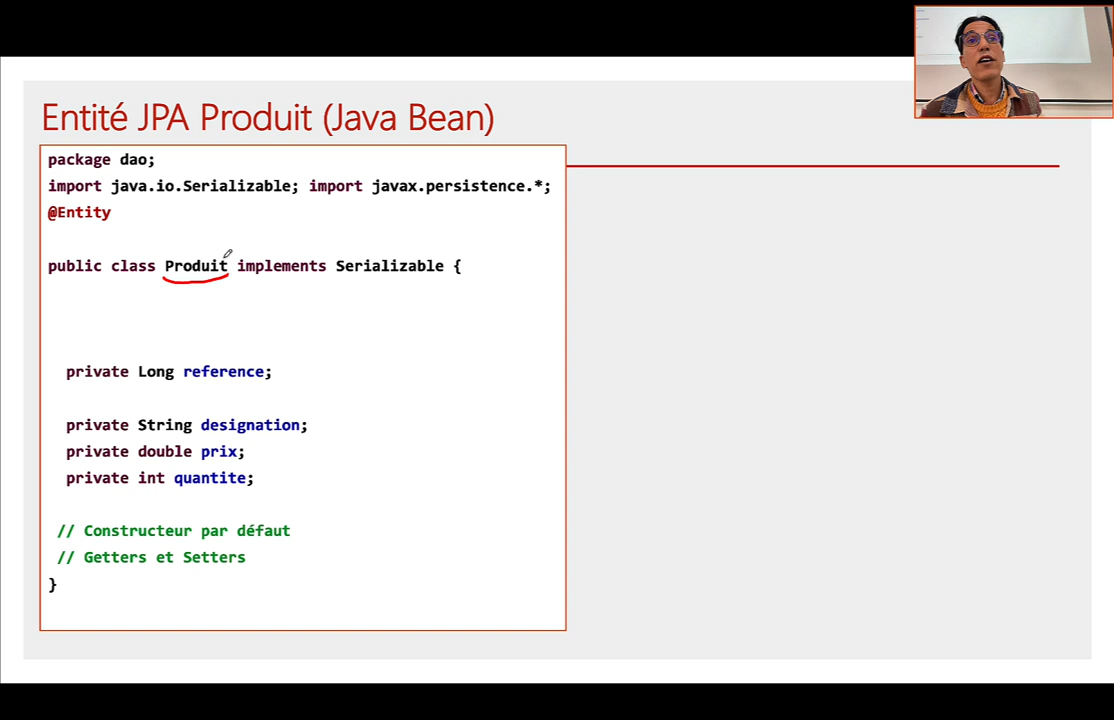 Entité JPA Produit (Java Bean)
package dao;
import java.io.Serializable; import javax.persistence.*;
@Entity
public class Produit implements Serializable {
private Long reference;
private String designation;
private double prix;
private int quantite;
// Constructeur par défaut
// Getters et Setters
}